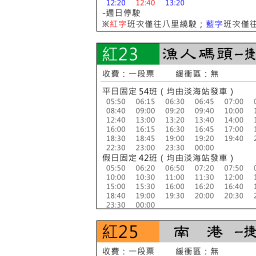 12:20 12:40 13:20
-週日停駛
※紅字班次僅往八里繞駛；藍字班次僅往
紅23 漁人碼頭-捷
收費：一段票 緩衝區：無
平日固定54班 ( 均由淡海站發車 )
05:50 06:15 06:30 06:45 07:00
08:40 09:00 09:20 09:40 10:00
12:40 13:00 13:20 13:40 14:00
16:00 16:15 16:30 16:45 17:00
18:30 18:45 19:00 19:20 19:40
22:30 23:00 23:30 00:00
假日固定42班 ( 均由淡海站發車 )
05:50 06:20 06:50 07:20 07:50
10:00 10:30 11:00 11:30 12:00
15:00 15:30 16:00 16:20 16:40
18:40 19:00 19:30 20:00 20:30
23:30 00:00
紅25 南 港 -捷
收費：一段票 緩衝區：無